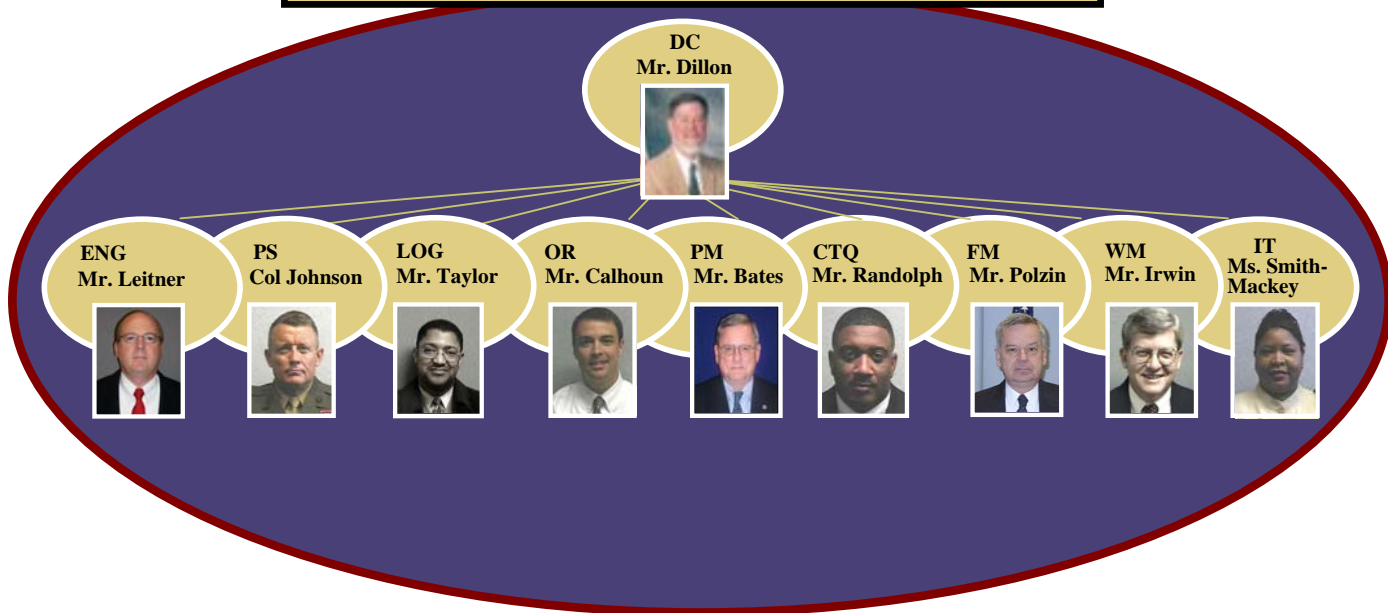 DC
Mr. Dillon
ENG
Mr. Leitner
PS
Col Johnson
LOG
Mr. Taylor
OR
Mr. Calhoun
PM
Mr. Bates
CTQ
Mr. Randolph
FM
Mr. Polzin
WM
Mr. Irwin
IT
Ms. Smith-
Mackey